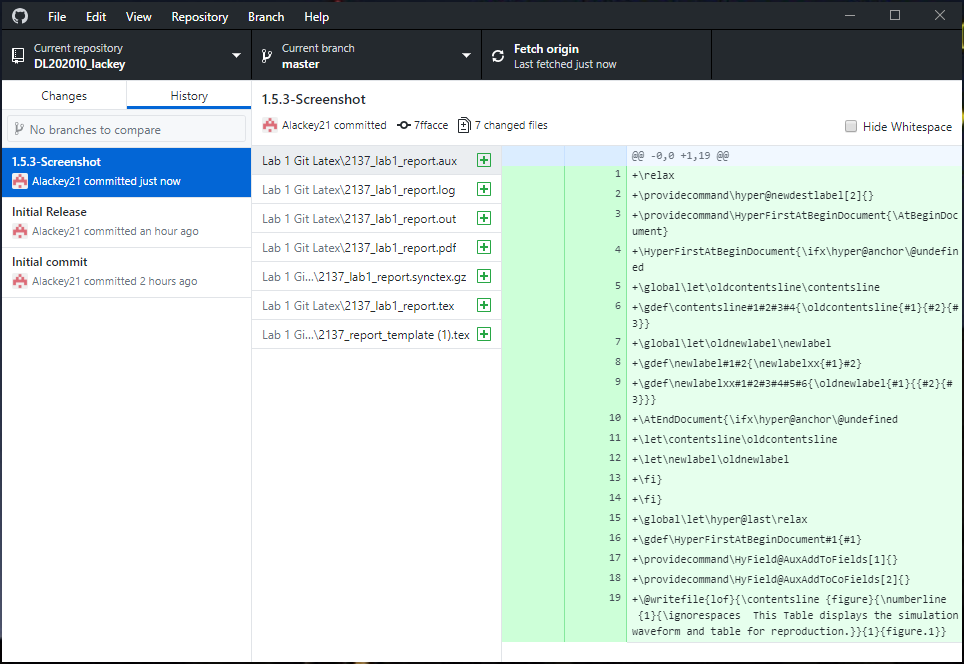 File Edit View Repository Branch Help
Current repository
DL202010_lackey
Current branch
master
Fetch origin
Last fetched just now
Changes History
No branches to compare
1.5.3-Screenshot
Alackey21 committed just now
Initial Release
Alackey21 committed an hour ago
Initial commit
Alackey21 committed 2 hours ago
1.5.3-Screenshot
Alackey21 committed 7ffacce 7 changed files
Hide Whitespace
Lab 1 Git Latex\2137_lab1_report.aux
Lab 1 Git Latex\2137_lab1_report.log
Lab 1 Git Latex\2137_lab1_report.out
Lab 1 Git Latex\2137_lab1_report.pdf
Lab 1 Gi...\2137_lab1_report.synctex.gz
Lab 1 Git Latex\2137_lab1_report.tex
Lab 1 Gi...\2137_report_template (1).tex
@@ -0,0 +1,19 @@
1 +\relax
2 +\providecommand\hyper@newdestlabel[2]{}
3 +\providecommand\HyperFirstAtBeginDocument{\AtBeginDoc
ument}
4 +\HyperFirstAtBeginDocument{\ifx\hyper@anchor\@undefin
ed
5 +\global\let\oldcontentsline\contentsline
6 +\gdef\contentsline#1#2#3#4{\oldcontentsline{#1}{#2}{#
3}}
7 +\global\let\oldnewlabel\newlabel
8 +\gdef\newlabel#1#2{\newlabelxx{#1}#2}
9 +\gdef\newlabelxx#1#2#3#4#5#6{\oldnewlabel{#1}{{#2}{#
3}}}
10 +\AtEndDocument{\ifx\hyper@anchor\@undefined
11 +\let\contentsline\oldcontentsline
12 +\let\newlabel\oldnewlabel
13 +\fi}
14 +\fi}
15 +\global\let\hyper@last\relax
16 +\gdef\HyperFirstAtBeginDocument#1{#1}
17 +\providecommand\HyField@AuxAddToFields[1]{}
18 +\providecommand\HyField@AuxAddToCoFields[2]{}
19 +\@writefile{lof}{\contentsline {figure}{\numberline
{1}{\ignorespaces  This Table displays the simulation
waveform and table for reproduction.}}{1}{figure.1}}